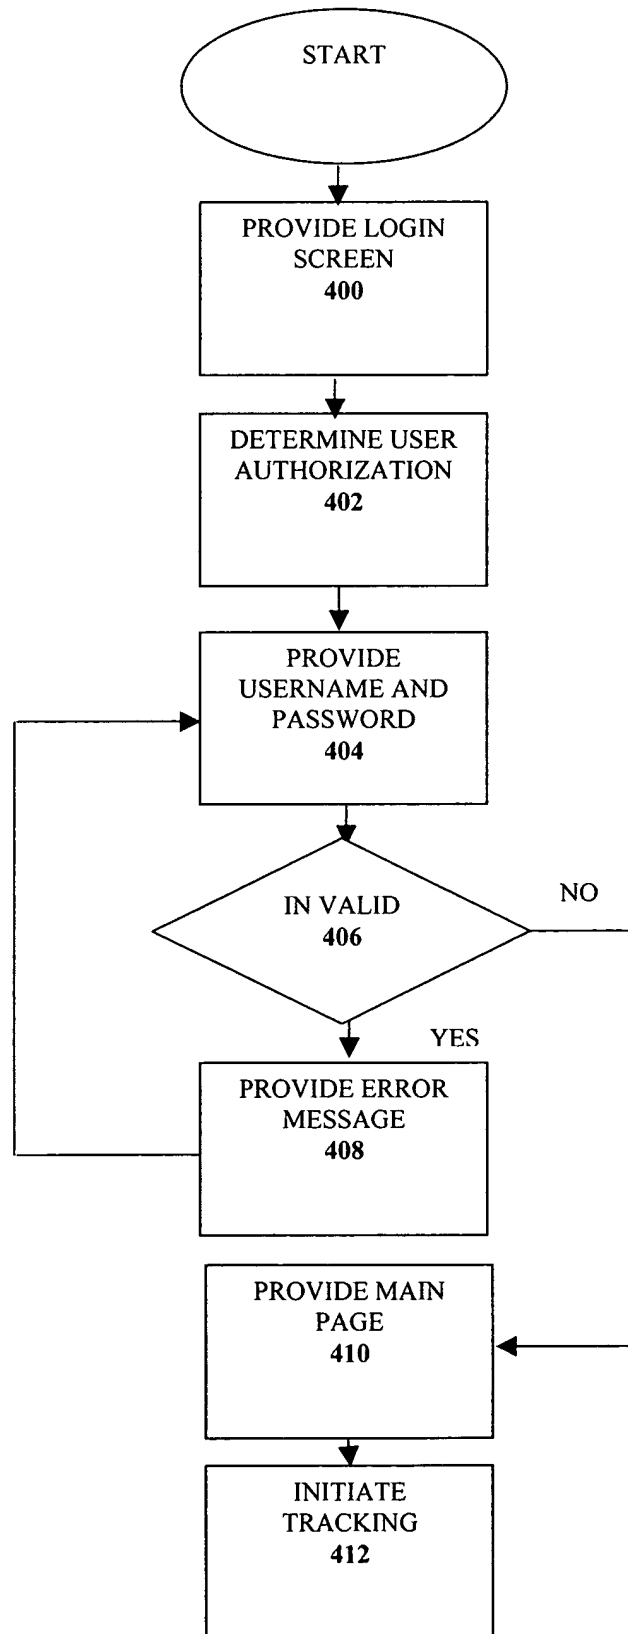 START
PROVIDE LOGIN
SCREEN
400
DETERMINE USER
AUTHORIZATION
402
PROVIDE
USERNAME AND
PASSWORD
404
IN VALID
406
NO
YES
PROVIDE ERROR
MESSAGE
408
PROVIDE MAIN
PAGE
410
INITIATE
TRACKING
412